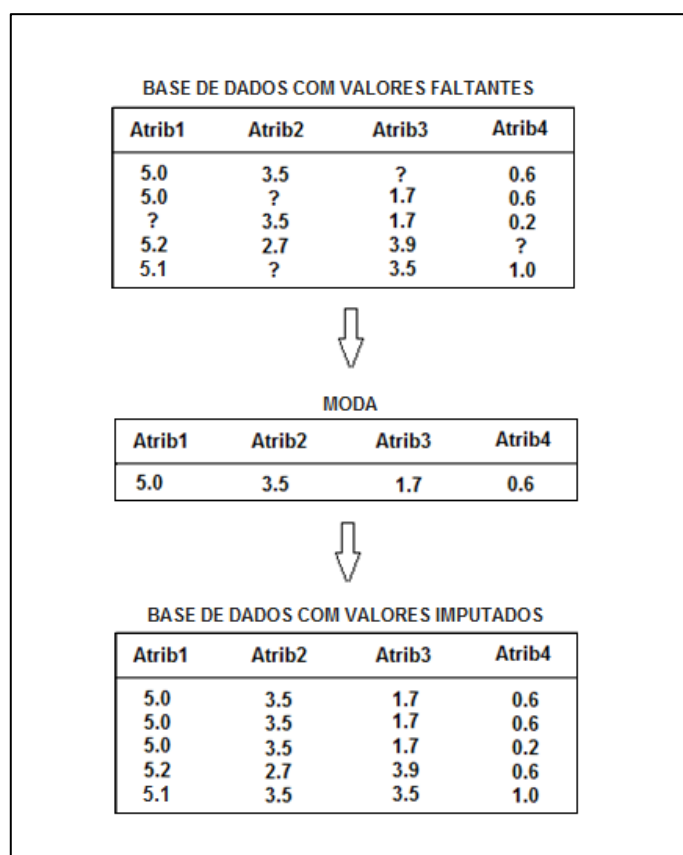 BASE DE DADOS COM VALORES FALTANTES
Atrib1 Atrib2 Atrib3 Atrib4
5.0 3.5 ? 0.6
5.0 ? 1.7 0.6
? 3.5 1.7 0.2
5.2 2.7 3.9 ?
5.1 ? 3.5 1.0
MODA
Atrib1 Atrib2 Atrib3 Atrib4
5.0 3.5 1.7 0.6
BASE DE DADOS COM VALORES IMPUTADOS
Atrib1 Atrib2 Atrib3 Atrib4
5.0 3.5 1.7 0.6
5.0 3.5 1.7 0.6
5.0 3.5 1.7 0.2
5.2 2.7 3.9 0.6
5.1 3.5 3.5 1.0